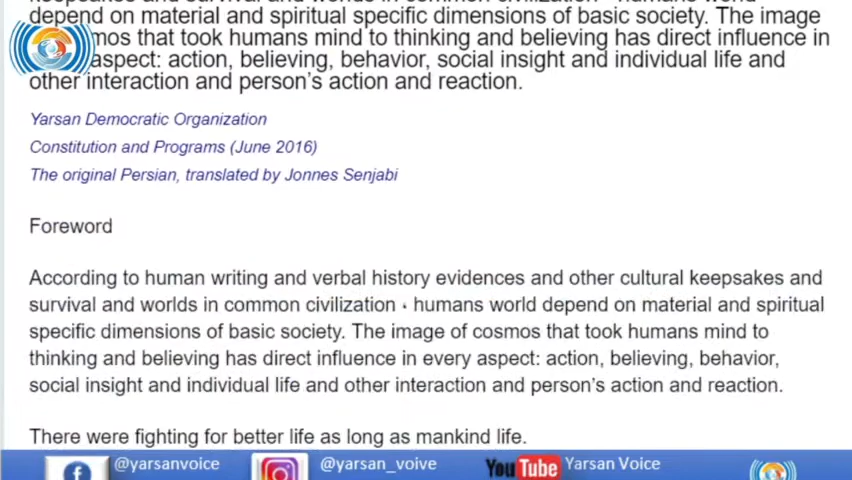 depend on material and spiritual specific dimensions of basic society. The image
osmos that took humans mind to thinking and believing has direct influence in
aspect: action, believing, behavior, social insight and individual life and
other interaction and person's action and reaction.
Yarsan Democratic Organization
Constitution and Programs (June 2016)
The original Persian, translated by Jonnes Senjabi
Foreword
According to human writing and verbal history evidences and other cultural keepsakes and
survival and worlds in common civilization · humans world depend on material and spiritual
specific dimensions of basic society. The image of cosmos that took humans mind to
thinking and believing has direct influence in every aspect: action, believing, behavior,
social insight and individual life and other interaction and person's action and reaction.
There were fighting for better life as long as mankind life.
f @yarsanvoice @yarsan_voive YouTube Yarsan Voice